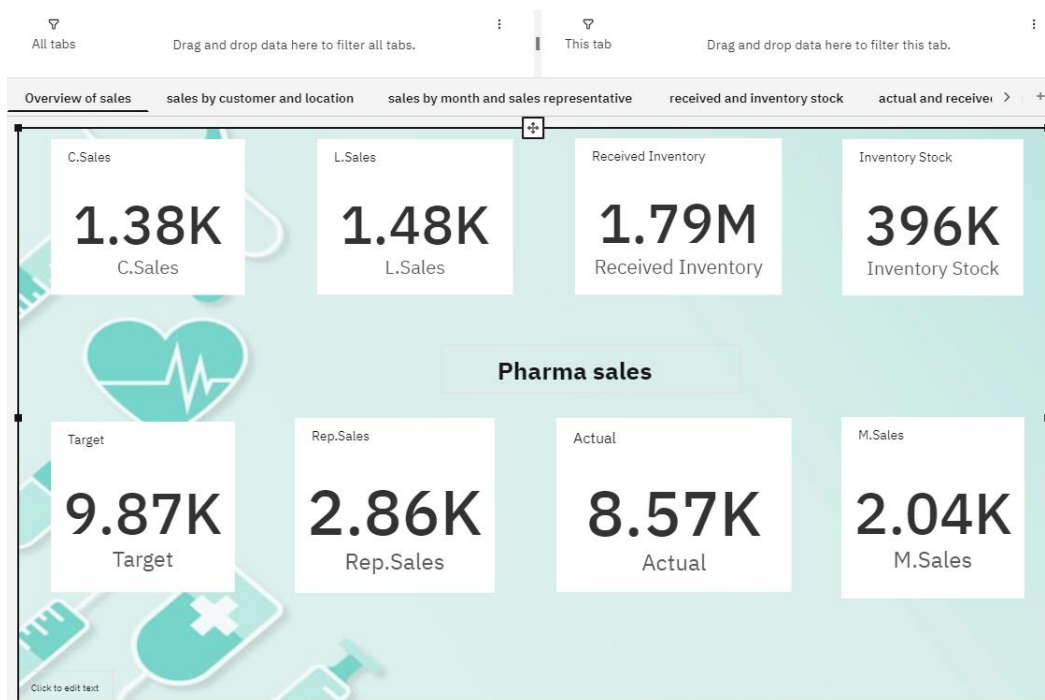 All tabs
Drag and drop data here to filter all tabs.
This tab
Drag and drop data here to filter this tab.
Overview of sales
sales by customer and location
sales by month and sales representative
received and inventory stock
actual and receive
C.Sales
1.38K
C.Sales
L.Sales
1.48K
L.Sales
Received Inventory
1.79M
Received Inventory
Inventory Stock
396K
Inventory Stock
Pharma sales
Target
9.87K
Target
Rep.Sales
2.86K
Rep.Sales
Actual
8.57K
Actual
M.Sales
2.04K
M.Sales
Click to edit text